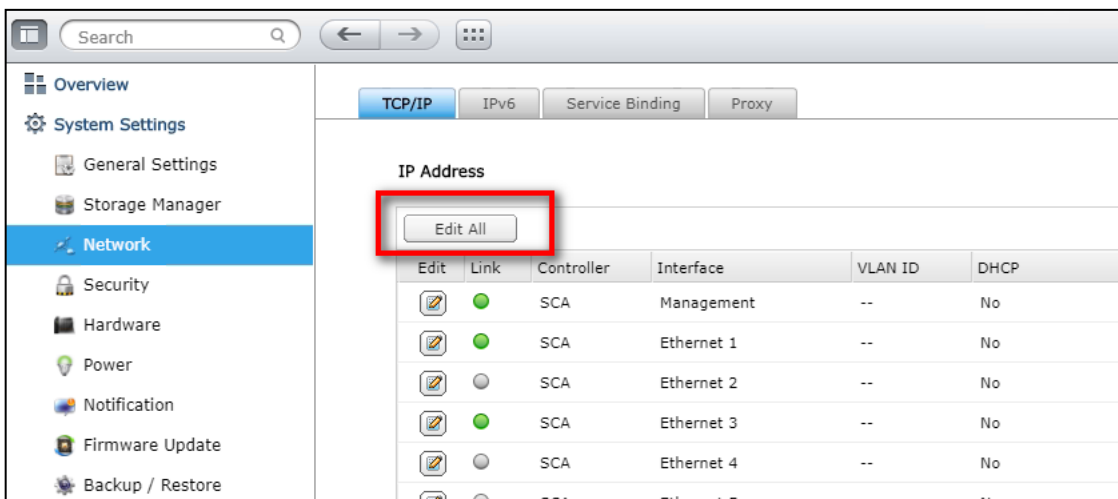 Search
Overview
System Settings
General Settings
Storage Manager
Network
Security
Hardware
Power
Notification
Firmware Update
Backup / Restore
TCP/IP IPv6 Service Binding Proxy
IP Address
Edit All
Edit Link Controller Interface VLAN ID DHCP
SCA Management -- No
SCA Ethernet 1 -- No
SCA Ethernet 2 -- No
SCA Ethernet 3 -- No
SCA Ethernet 4 -- No